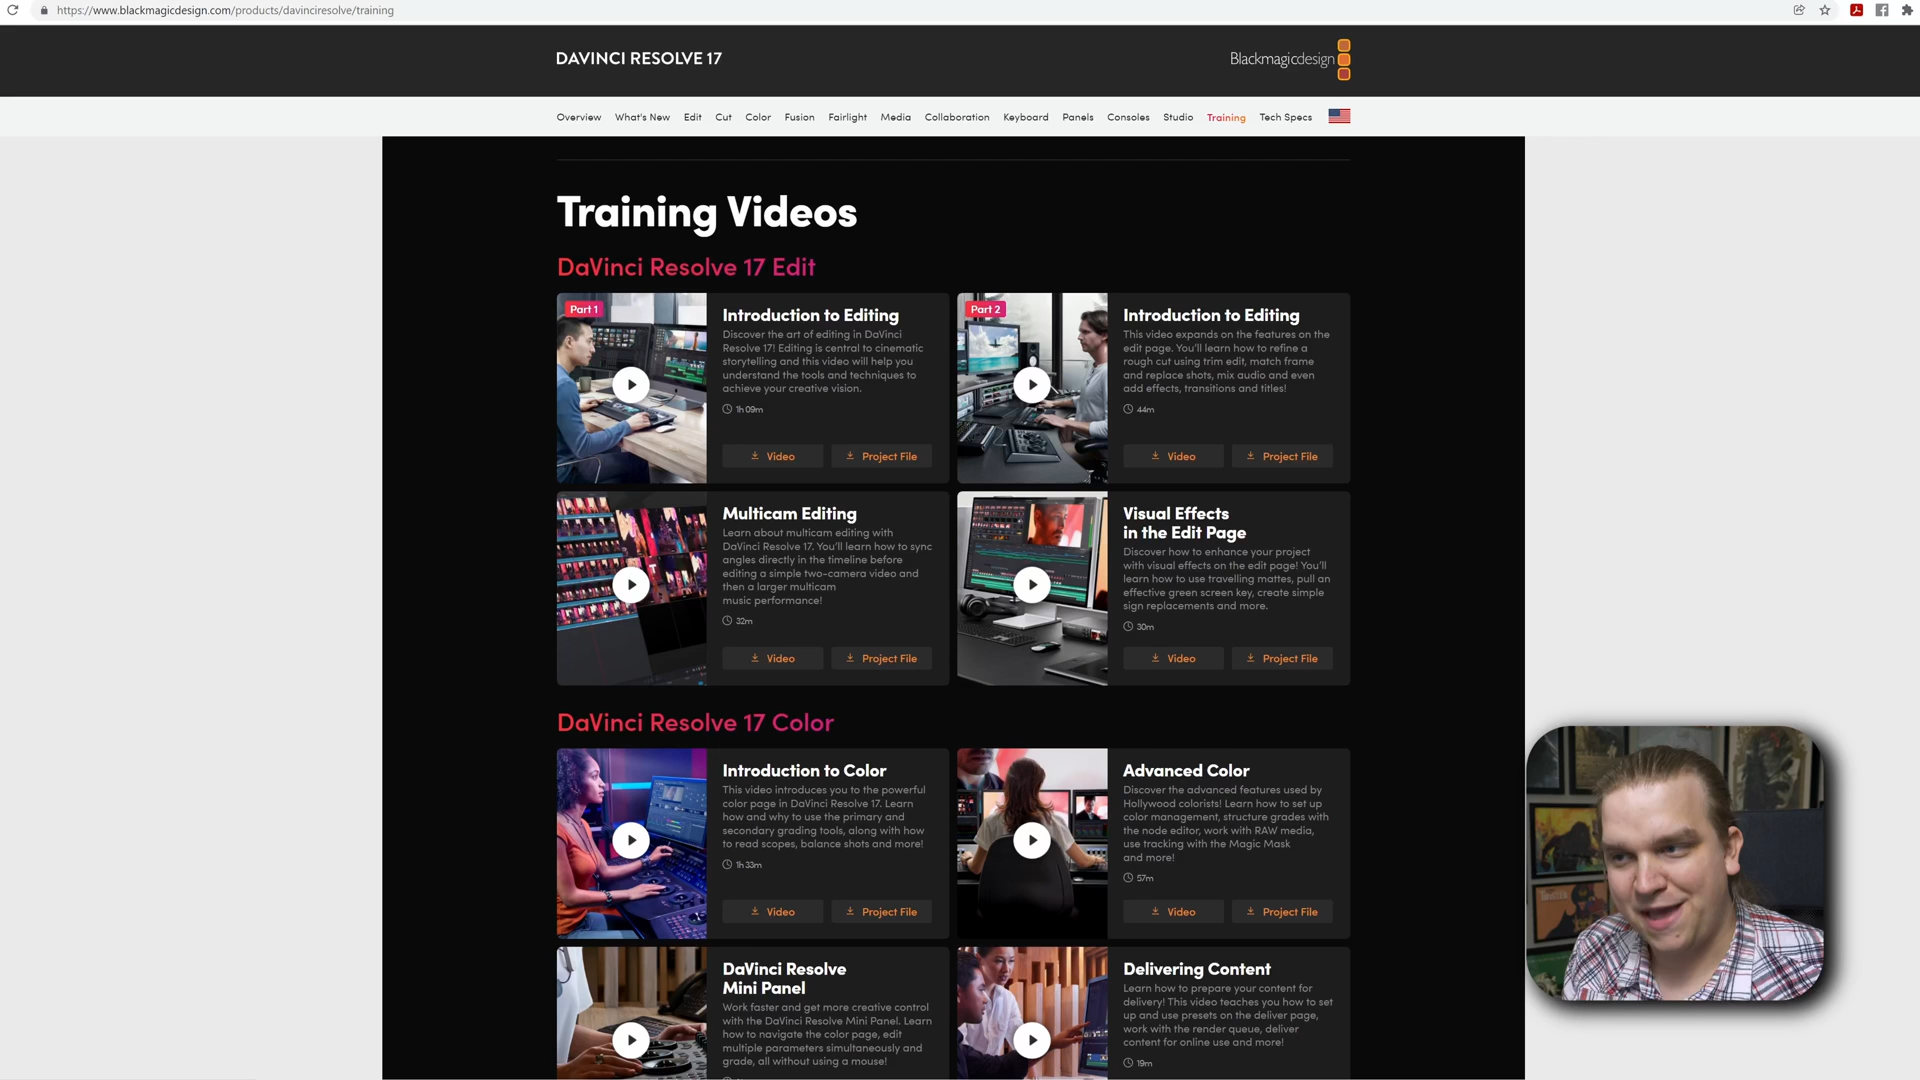 https://www.blackmagicdesign.com/products/davinciresolve/training
DAVINCI RESOLVE 17
Blackmagicdesign
Overview What's New Edit Cut Color Fusion Fairlight Media Collaboration Keyboard Panels Consoles Studio Training Tech Specs
Training Videos
DaVinci Resolve 17 Edit
Part 1
Introduction to Editing
Discover the art of editing in DaVinci
Resolve 17! Editing is central to cinematic
storytelling and this video will help you
understand the tools and techniques to
achieve your creative vision.
1h 09m
Video Project File
Part 2
Introduction to Editing
This video expands on the features on the
edit page. You'll learn how to refine a
rough cut using trim edit, match frame
and replace shots, mix audio and even
add effects, transitions and titles!
44m
Video Project File
Multicam Editing
Learn about multicam editing with
DaVinci Resolve 17. You'll learn how to sync
angles directly in the timeline before
editing a simple two-camera video and
then a larger multicam
music performance!
32m
Video Project File
Visual Effects
in the Edit Page
Discover how to enhance your project
with visual effects on the edit page! You'll
learn how to use travelling mattes, pull an
effective green screen key, create simple
sign replacements and more.
30m
Video Project File
DaVinci Resolve 17 Color
Introduction to Color
This video introduces you to the powerful
color page in DaVinci Resolve 17. Learn
how and why to use the primary and
secondary grading tools, along with how
to read scopes, balance shots and more!
1h 33m
Video Project File
Advanced Color
Discover the advanced features used by
Hollywood colorists! Learn how to set up
color management, structure grades with
the node editor, work with RAW media,
use tracking with the Magic Mask
and more!
57m
Video Project File
DaVinci Resolve
Mini Panel
Work faster and get more creative control
with the DaVinci Resolve Mini Panel. Learn
how to navigate the color page, edit
multiple parameters simultaneously and
grade, all without using a mouse!
Delivering Content
Learn how to prepare your content for
delivery! This video teaches you how to set
up and use presets on the deliver page,
work with the render queue, deliver
content for online use and more!
19m